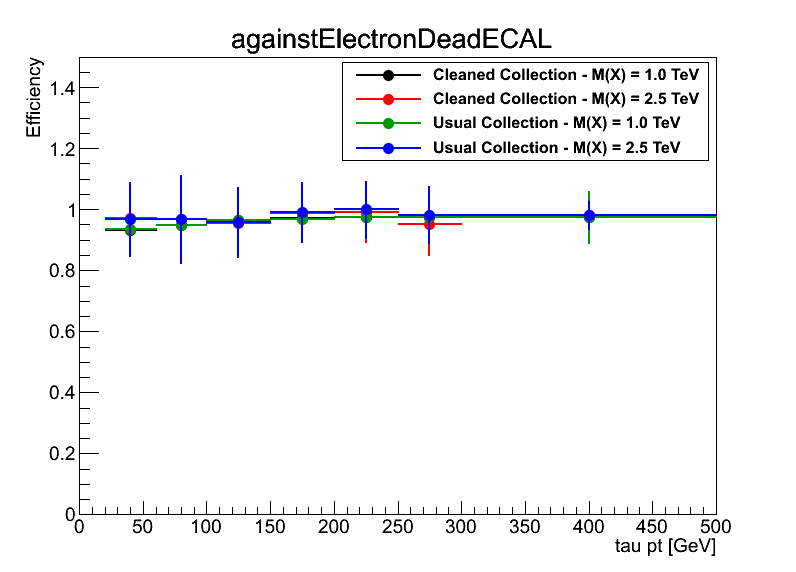 againstElectronDeadECAL
Efficiency
Cleaned Collection - M(X) = 1.0 TeV
Cleaned Collection - M(X) = 2.5 TeV
Usual Collection - M(X) = 1.0 TeV
Usual Collection - M(X) = 2.5 TeV
1.4
1.2
1
0.8
0.6
0.4
0.2
0
0 50 100 150 200 250 300 350 400 450 500
tau pt [GeV]